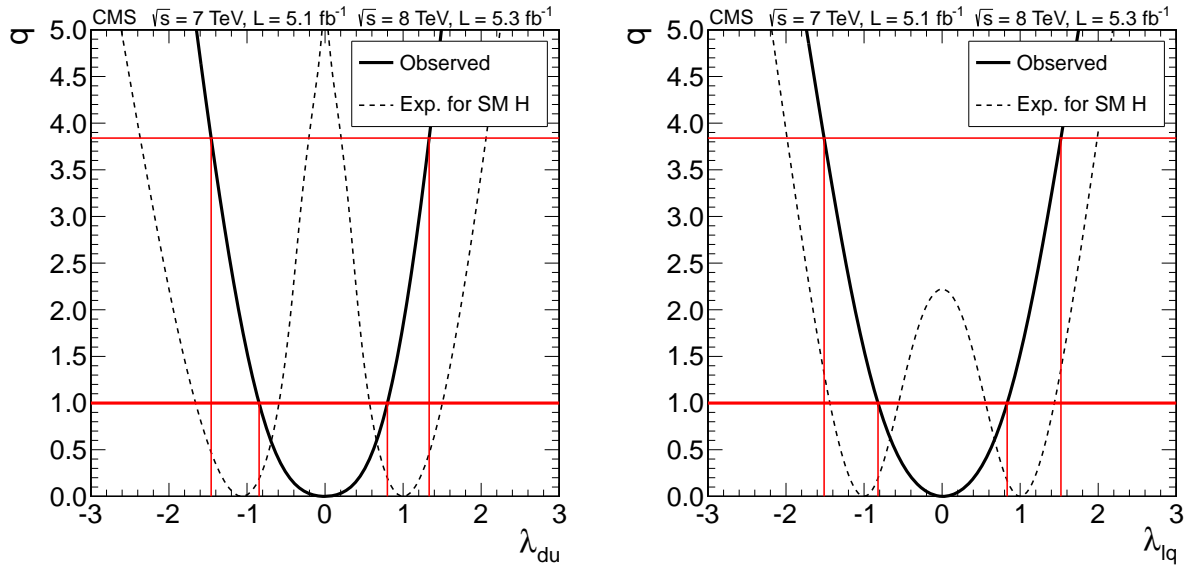 CMS √s = 7 TeV, L = 5.1 fb⁻¹ √s = 8 TeV, L = 5.3 fb⁻¹
q
5.0
4.5
4.0
3.5
3.0
2.5
2.0
1.5
1.0
0.5
0.0
Observed
Exp. for SM H
-3 -2 -1 0 1 2 3
λdu
CMS √s = 7 TeV, L = 5.1 fb⁻¹ √s = 8 TeV, L = 5.3 fb⁻¹
q
5.0
4.5
4.0
3.5
3.0
2.5
2.0
1.5
1.0
0.5
0.0
Observed
Exp. for SM H
-3 -2 -1 0 1 2 3
λlq